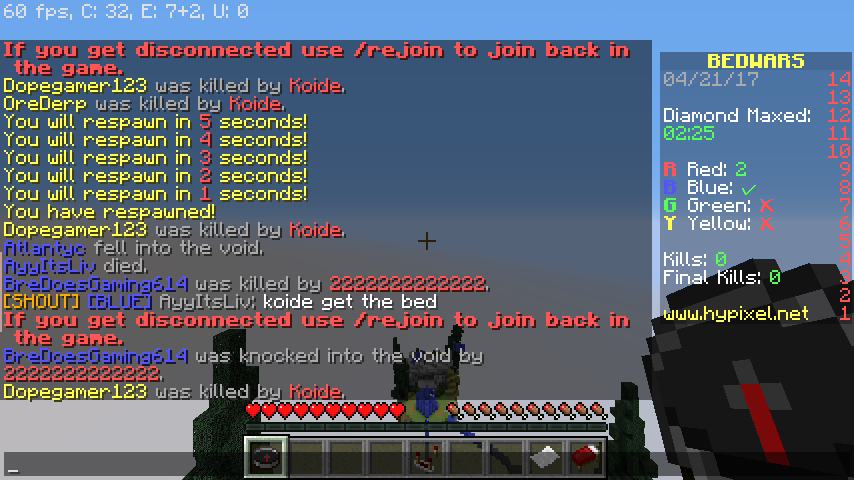 60 fps, C: 32, E: 7+2, U: 0
If you get disconnected use /rejoin to join back in
the game.
Dopegamer123 was killed by Koide.
OreDerp was killed by Koide.
You will respawn in 5 seconds!
You will respawn in 4 seconds!
You will respawn in 3 seconds!
You will respawn in 2 seconds!
You will respawn in 1 seconds!
You have respawned!
Dopegamer123 was killed by Koide.
Atlantyc fell into the void.
AyyItsLiv died.
BreDoesGaming614 was killed by 2222222222222.
[SHOUT] [BLUE] AyyItsLiv: koide get the bed
If you get disconnected use /rejoin to join back in
the game.
BreDoesGaming614 was knocked into the void by
2222222222222.
Dopegamer123 was killed by Koide.
_
BEDWARS
04/21/17 14
13
Diamond Maxed: 12
02:25 11
10
R Red: 2 9
B Blue: ✓ 8
G Green: ✗ 7
Y Yellow: ✗ 6
5
Kills: 0 4
Final Kills: 0 3
2
www.hypixel.net 1